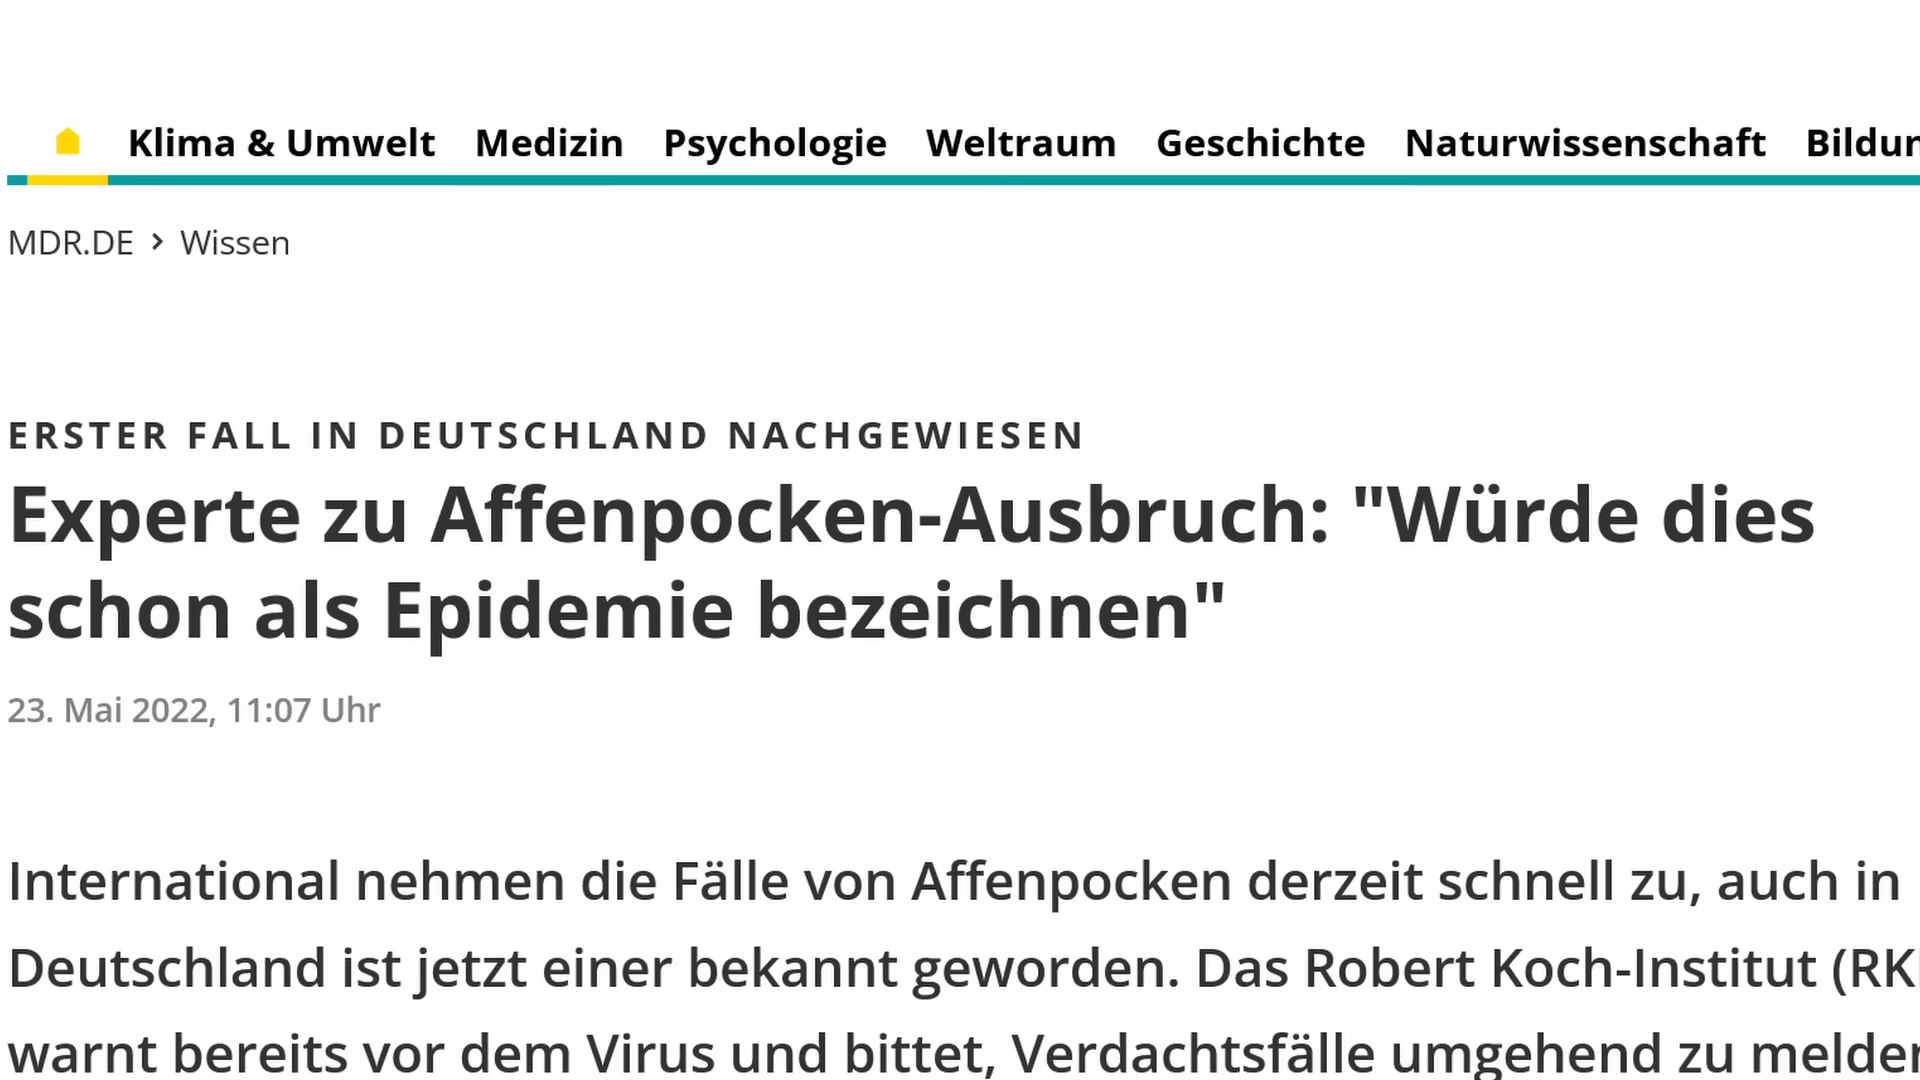 Klima & Umwelt Medizin Psychologie Weltraum Geschichte Naturwissenschaft Bildun
MDR.DE > Wissen
ERSTER FALL IN DEUTSCHLAND NACHGEWIESEN
Experte zu Affenpocken-Ausbruch: "Würde dies
schon als Epidemie bezeichnen"
23. Mai 2022, 11:07 Uhr
International nehmen die Fälle von Affenpocken derzeit schnell zu, auch in
Deutschland ist jetzt einer bekannt geworden. Das Robert Koch-Institut (RKI
warnt bereits vor dem Virus und bittet, Verdachtsfälle umgehend zu melden